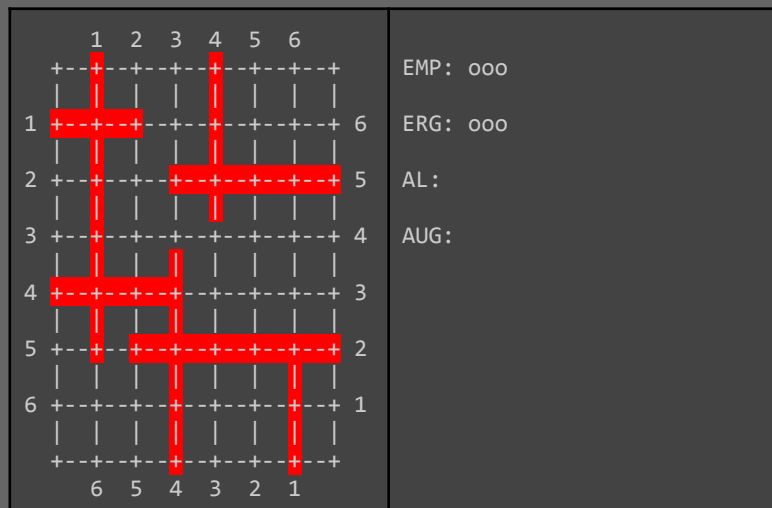 1 2 3 4 5 6
+--+--+--+--+--+--+--+ EMP: ooo
| | | | | | | |
1 +--+--+--+--+--+--+--+ 6 ERG: ooo
| | | | | | | |
2 +--+--+--+--+--+--+--+ 5 AL:
| | | | | | | |
3 +--+--+--+--+--+--+--+ 4 AUG:
| | | | | | | |
4 +--+--+--+--+--+--+--+ 3
| | | | | | | |
5 +--+--+--+--+--+--+--+ 2
| | | | | | | |
6 +--+--+--+--+--+--+--+ 1
| | | | | | | |
+--+--+--+--+--+--+--+
6 5 4 3 2 1